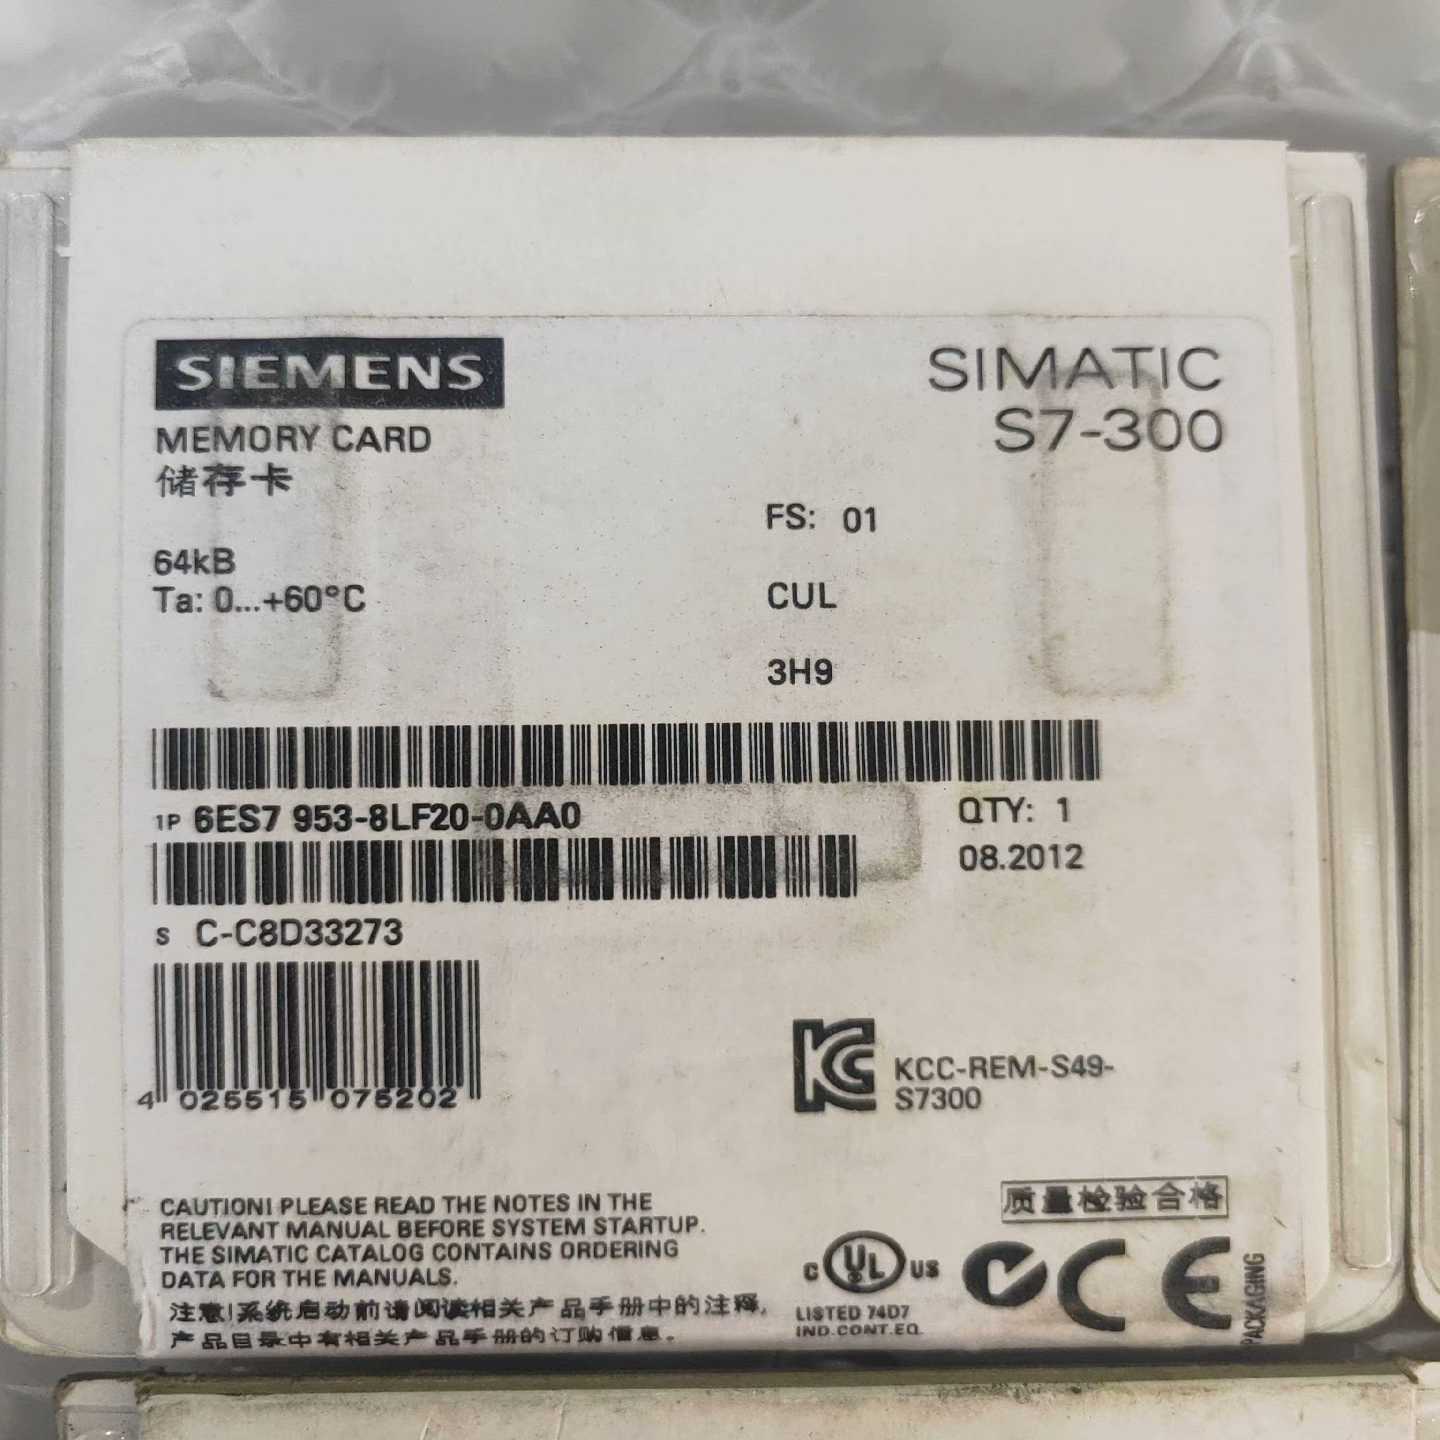 SIEMENS
SIMATIC
S7-300
MEMORY CARD
储存卡
FS: 01
64kB
Ta: 0...+60°C
CUL
3H9
1P 6ES7 953-8LF20-0AA0
QTY: 1
08.2012
S C-C8D33273
4 025515 075202
KCC-REM-S49-
S7300
CAUTION! PLEASE READ THE NOTES IN THE
RELEVANT MANUAL BEFORE SYSTEM STARTUP.
THE SIMATIC CATALOG CONTAINS ORDERING
DATA FOR THE MANUALS.
注意!系统启动前请阅读相关产品手册中的注释,
产品目录中有相关产品手册的订购信息。
质量检验合格
C UL US
LISTED 74D7
IND.CONT.EQ.
CE
PACKAGING